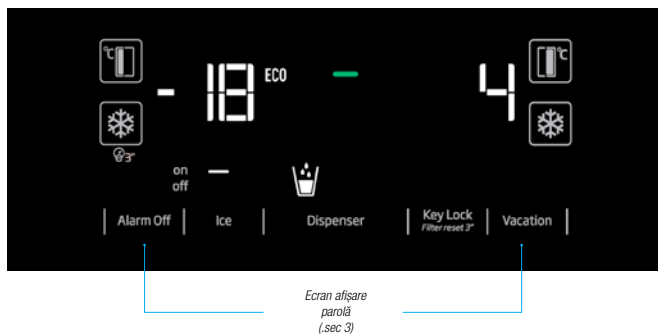 °C
°C
- 18 ECO
4
3"
on
off
Alarm Off
Ice
Dispenser
Key Lock
Filter reset 3"
Vacation
Ecran afișare
parolă
(.sec 3)